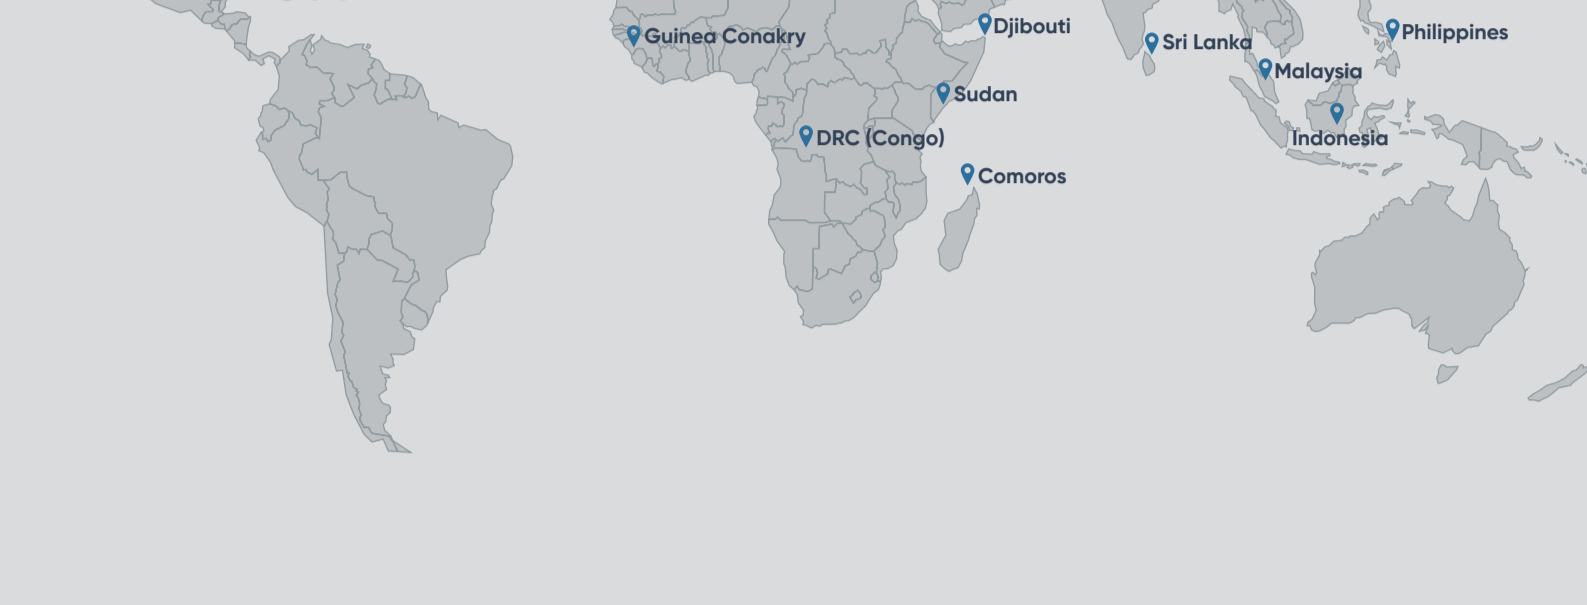 Djibouti
Philippines
Guinea Conakry
Sri Lanka
Malaysia
Sudan
DRC (Congo)
Indonesia
Comoros